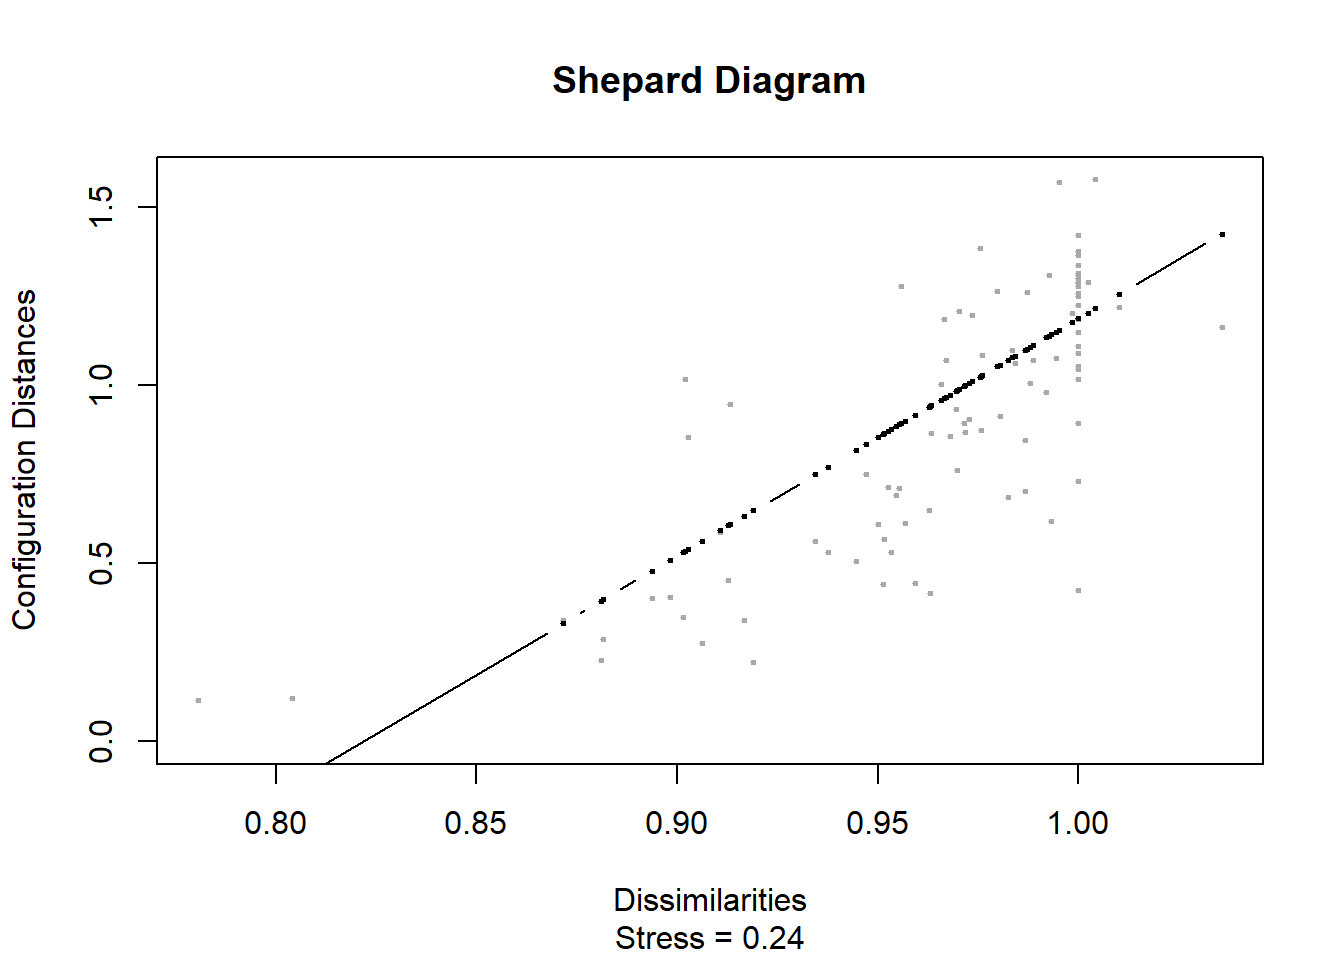 Shepard Diagram
Configuration Distances
1.5
1.0
0.5
0.0
0.80 0.85 0.90 0.95 1.00
Dissimilarities
Stress = 0.24